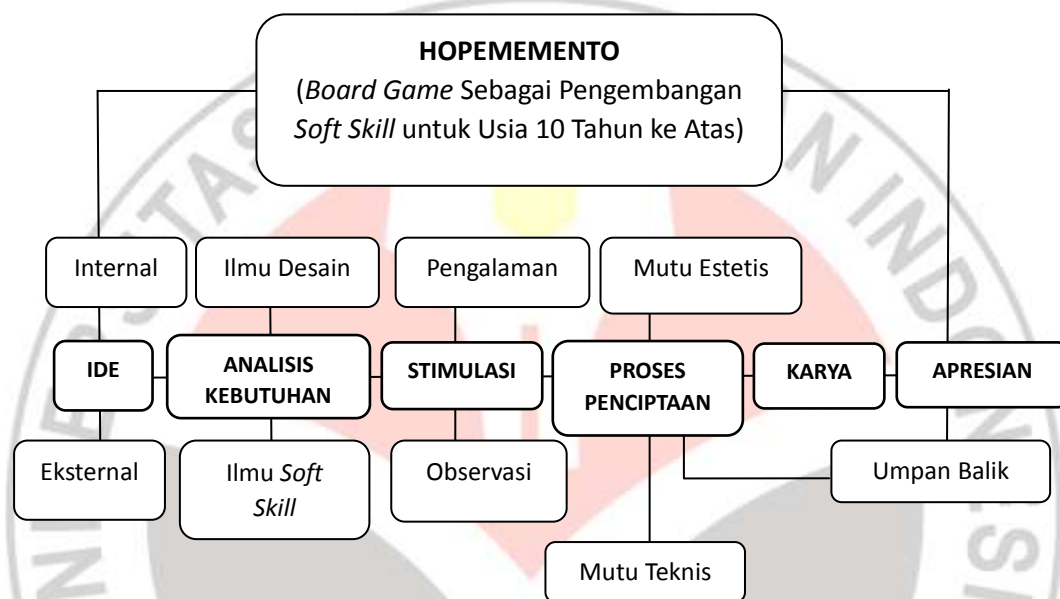 HOPEMEMENTO
(Board Game Sebagai Pengembangan
Soft Skill untuk Usia 10 Tahun ke Atas)
Internal
Ilmu Desain
Pengalaman
Mutu Estetis
IDE
ANALISIS
KEBUTUHAN
STIMULASI
PROSES
PENCIPTAAN
KARYA
APRESIAN
Eksternal
Ilmu Soft
Skill
Observasi
Umpan Balik
Mutu Teknis